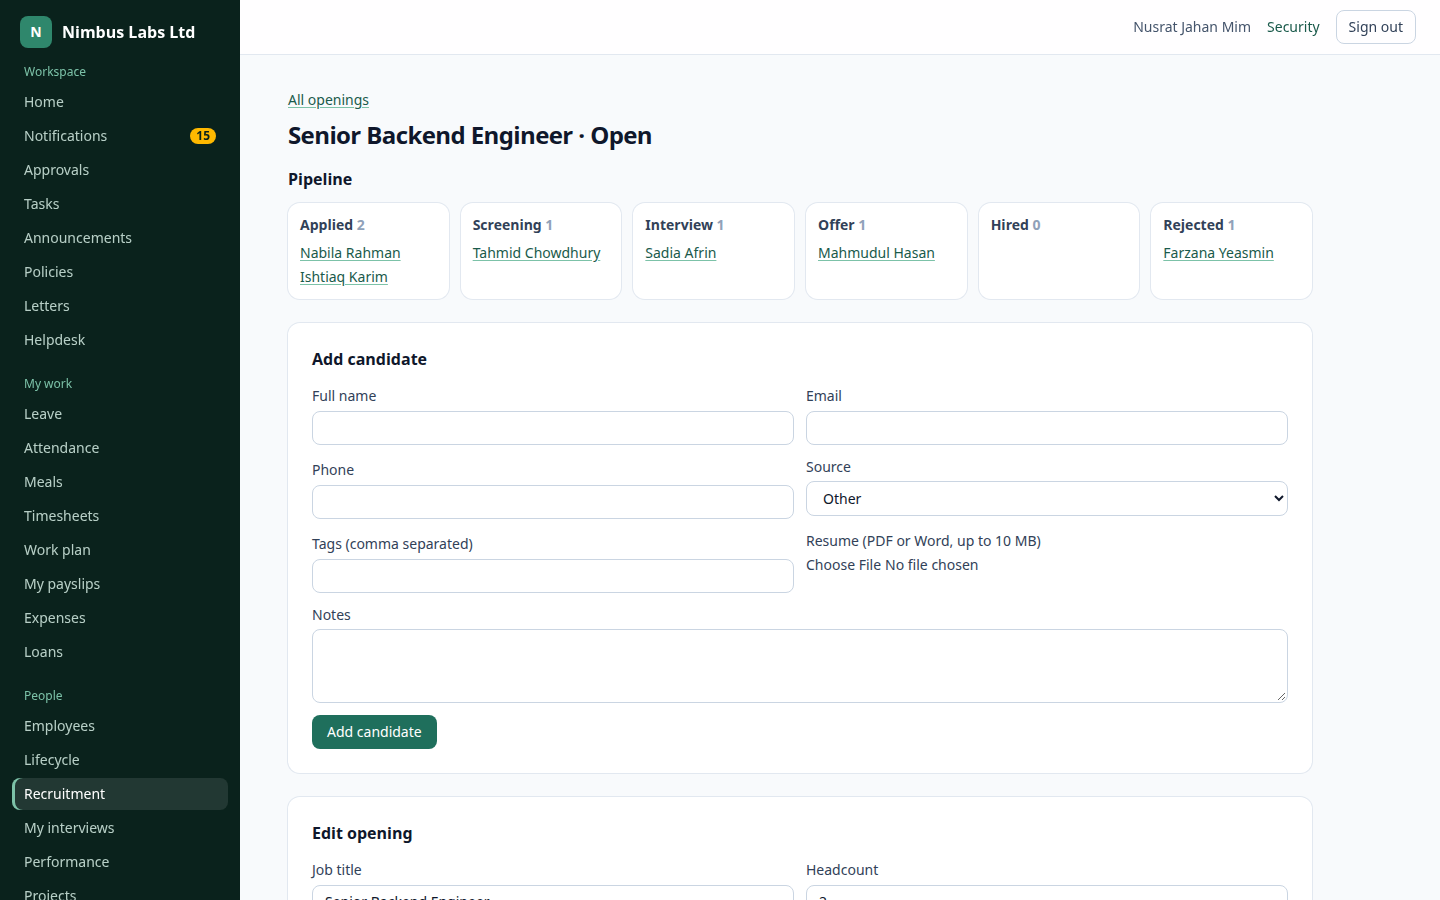 N Nimbus Labs Ltd
Workspace
Home
Notifications 15
Approvals
Tasks
Announcements
Policies
Letters
Helpdesk
My work
Leave
Attendance
Meals
Timesheets
Work plan
My payslips
Expenses
Loans
People
Employees
Lifecycle
Recruitment
My interviews
Performance
Projects
Nusrat Jahan Mim Security Sign out
All openings
Senior Backend Engineer · Open
Pipeline
Applied 2
Nabila Rahman
Ishtiaq Karim
Screening 1
Tahmid Chowdhury
Interview 1
Sadia Afrin
Offer 1
Mahmudul Hasan
Hired 0
Rejected 1
Farzana Yeasmin
Add candidate
Full name
Email
Phone
Source
Other
Tags (comma separated)
Resume (PDF or Word, up to 10 MB)
Choose File No file chosen
Notes
Add candidate
Edit opening
Job title
Headcount
Senior Backend Engineer